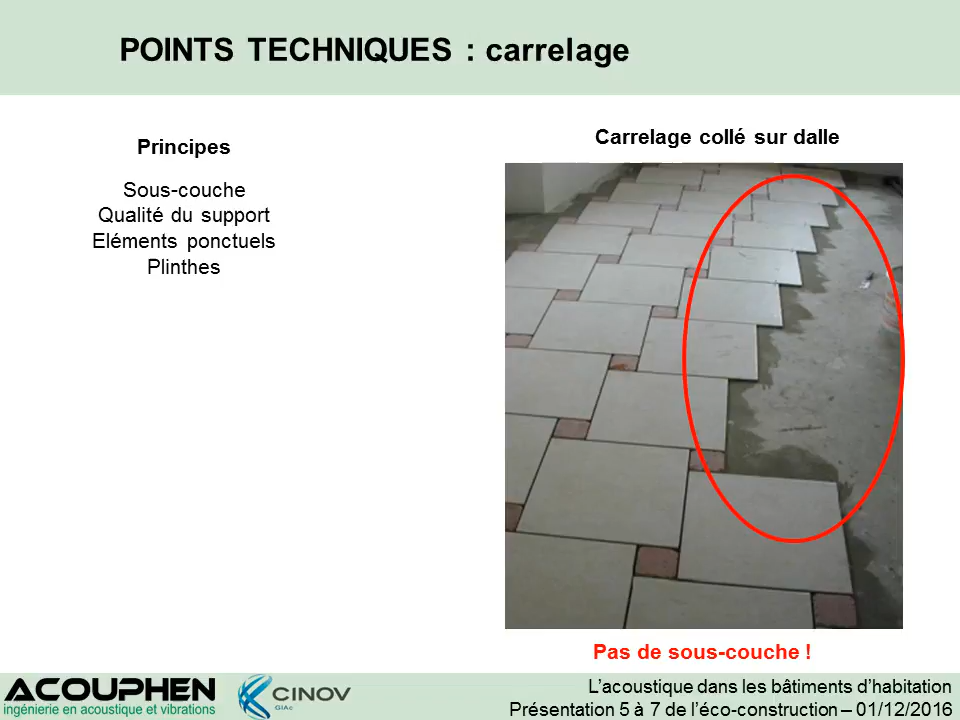 POINTS TECHNIQUES : carrelage
Principes
Sous-couche
Qualité du support
Eléments ponctuels
Plinthes
Carrelage collé sur dalle
Pas de sous-couche !
ACOUPHEN
ingénierie en acoustique et vibrations
CINOV
GIAc
L’acoustique dans les bâtiments d’habitation
Présentation 5 à 7 de l’éco-construction – 01/12/2016